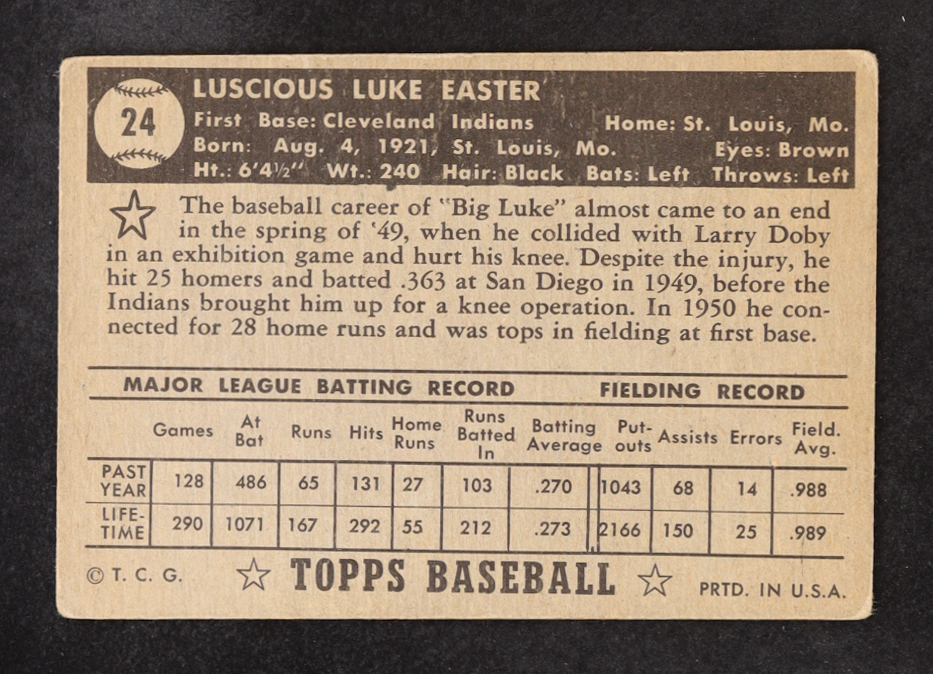 24
LUSCIOUS LUKE EASTER
First Base: Cleveland Indians Home: St. Louis, Mo.
Born: Aug. 4, 1921, St. Louis, Mo. Eyes: Brown
Ht.: 6'4½" Wt.: 240 Hair: Black Bats: Left Throws: Left
The baseball career of "Big Luke" almost came to an end
in the spring of '49, when he collided with Larry Doby
in an exhibition game and hurt his knee. Despite the injury, he
hit 25 homers and batted .363 at San Diego in 1949, before the
Indians brought him up for a knee operation. In 1950 he con-
nected for 28 home runs and was tops in fielding at first base.
MAJOR LEAGUE BATTING RECORD FIELDING RECORD
Games At Bat Runs Hits Home Runs Runs Batted In Batting Average Put-outs Assists Errors Field. Avg.
PAST YEAR 128 486 65 131 27 103 .270 1043 68 14 .988
LIFE-TIME 290 1071 167 292 55 212 .273 2166 150 25 .989
© T. C. G. TOPPS BASEBALL PRTD. IN U.S.A.